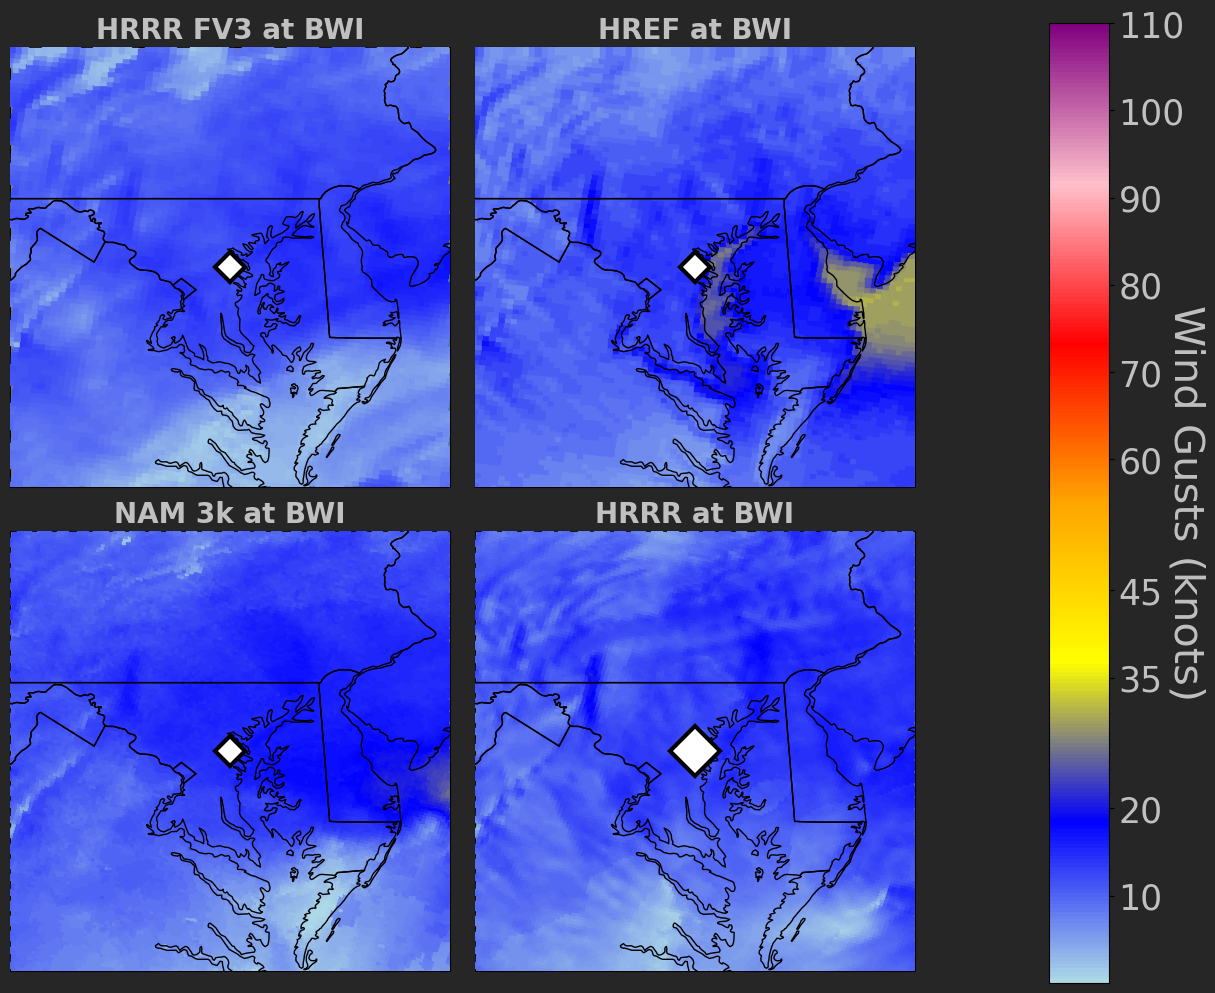 HRRR FV3 at BWI
HREF at BWI
NAM 3k at BWI
HRRR at BWI
110
100
90
80
70
60
45
35
20
10
Wind Gusts (knots)